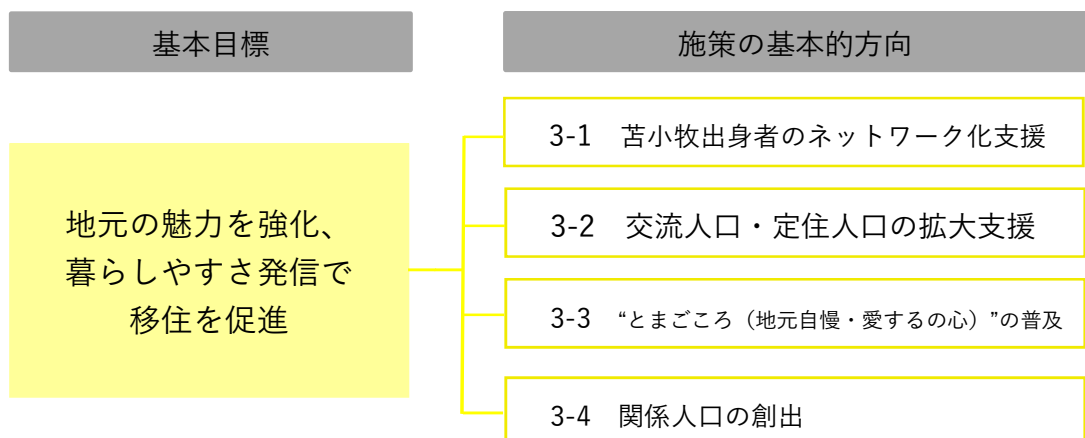 基本目標
施策の基本的方向
地元の魅力を強化、
暮らしやすさ発信で
移住を促進
3-1 苫小牧出身者のネットワーク化支援
3-2 交流人口・定住人口の拡大支援
3-3 “とまごころ（地元自慢・愛するの心）”の普及
3-4 関係人口の創出